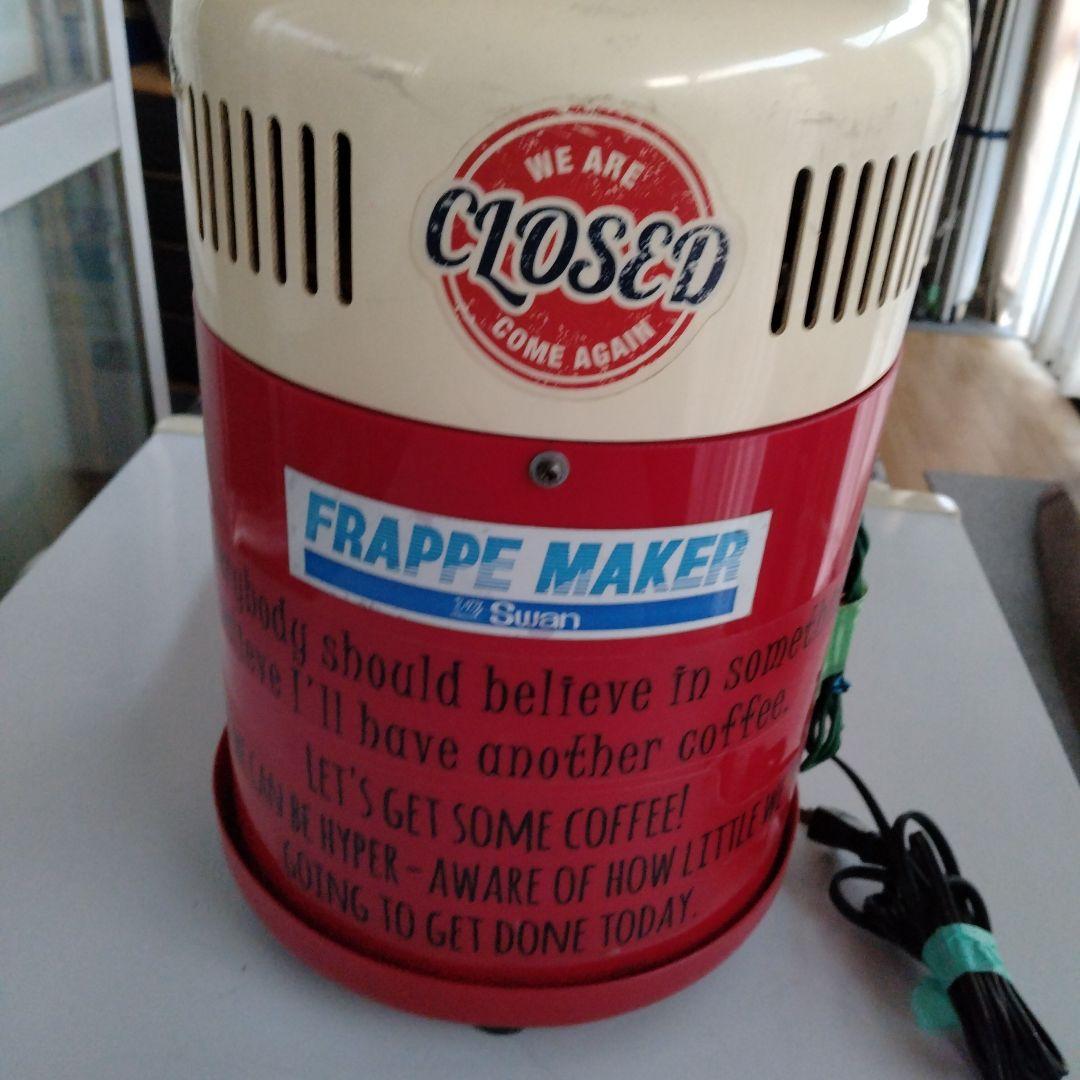 WE ARE
CLOSED
COME AGAIN
FRAPPE MAKER
Swan
should believe in
I'll have another coffee.
LET'S GET SOME COFFEE!
CAN BE HYPER-AWARE OF HOW LITTLE
GOING TO GET DONE TODAY.